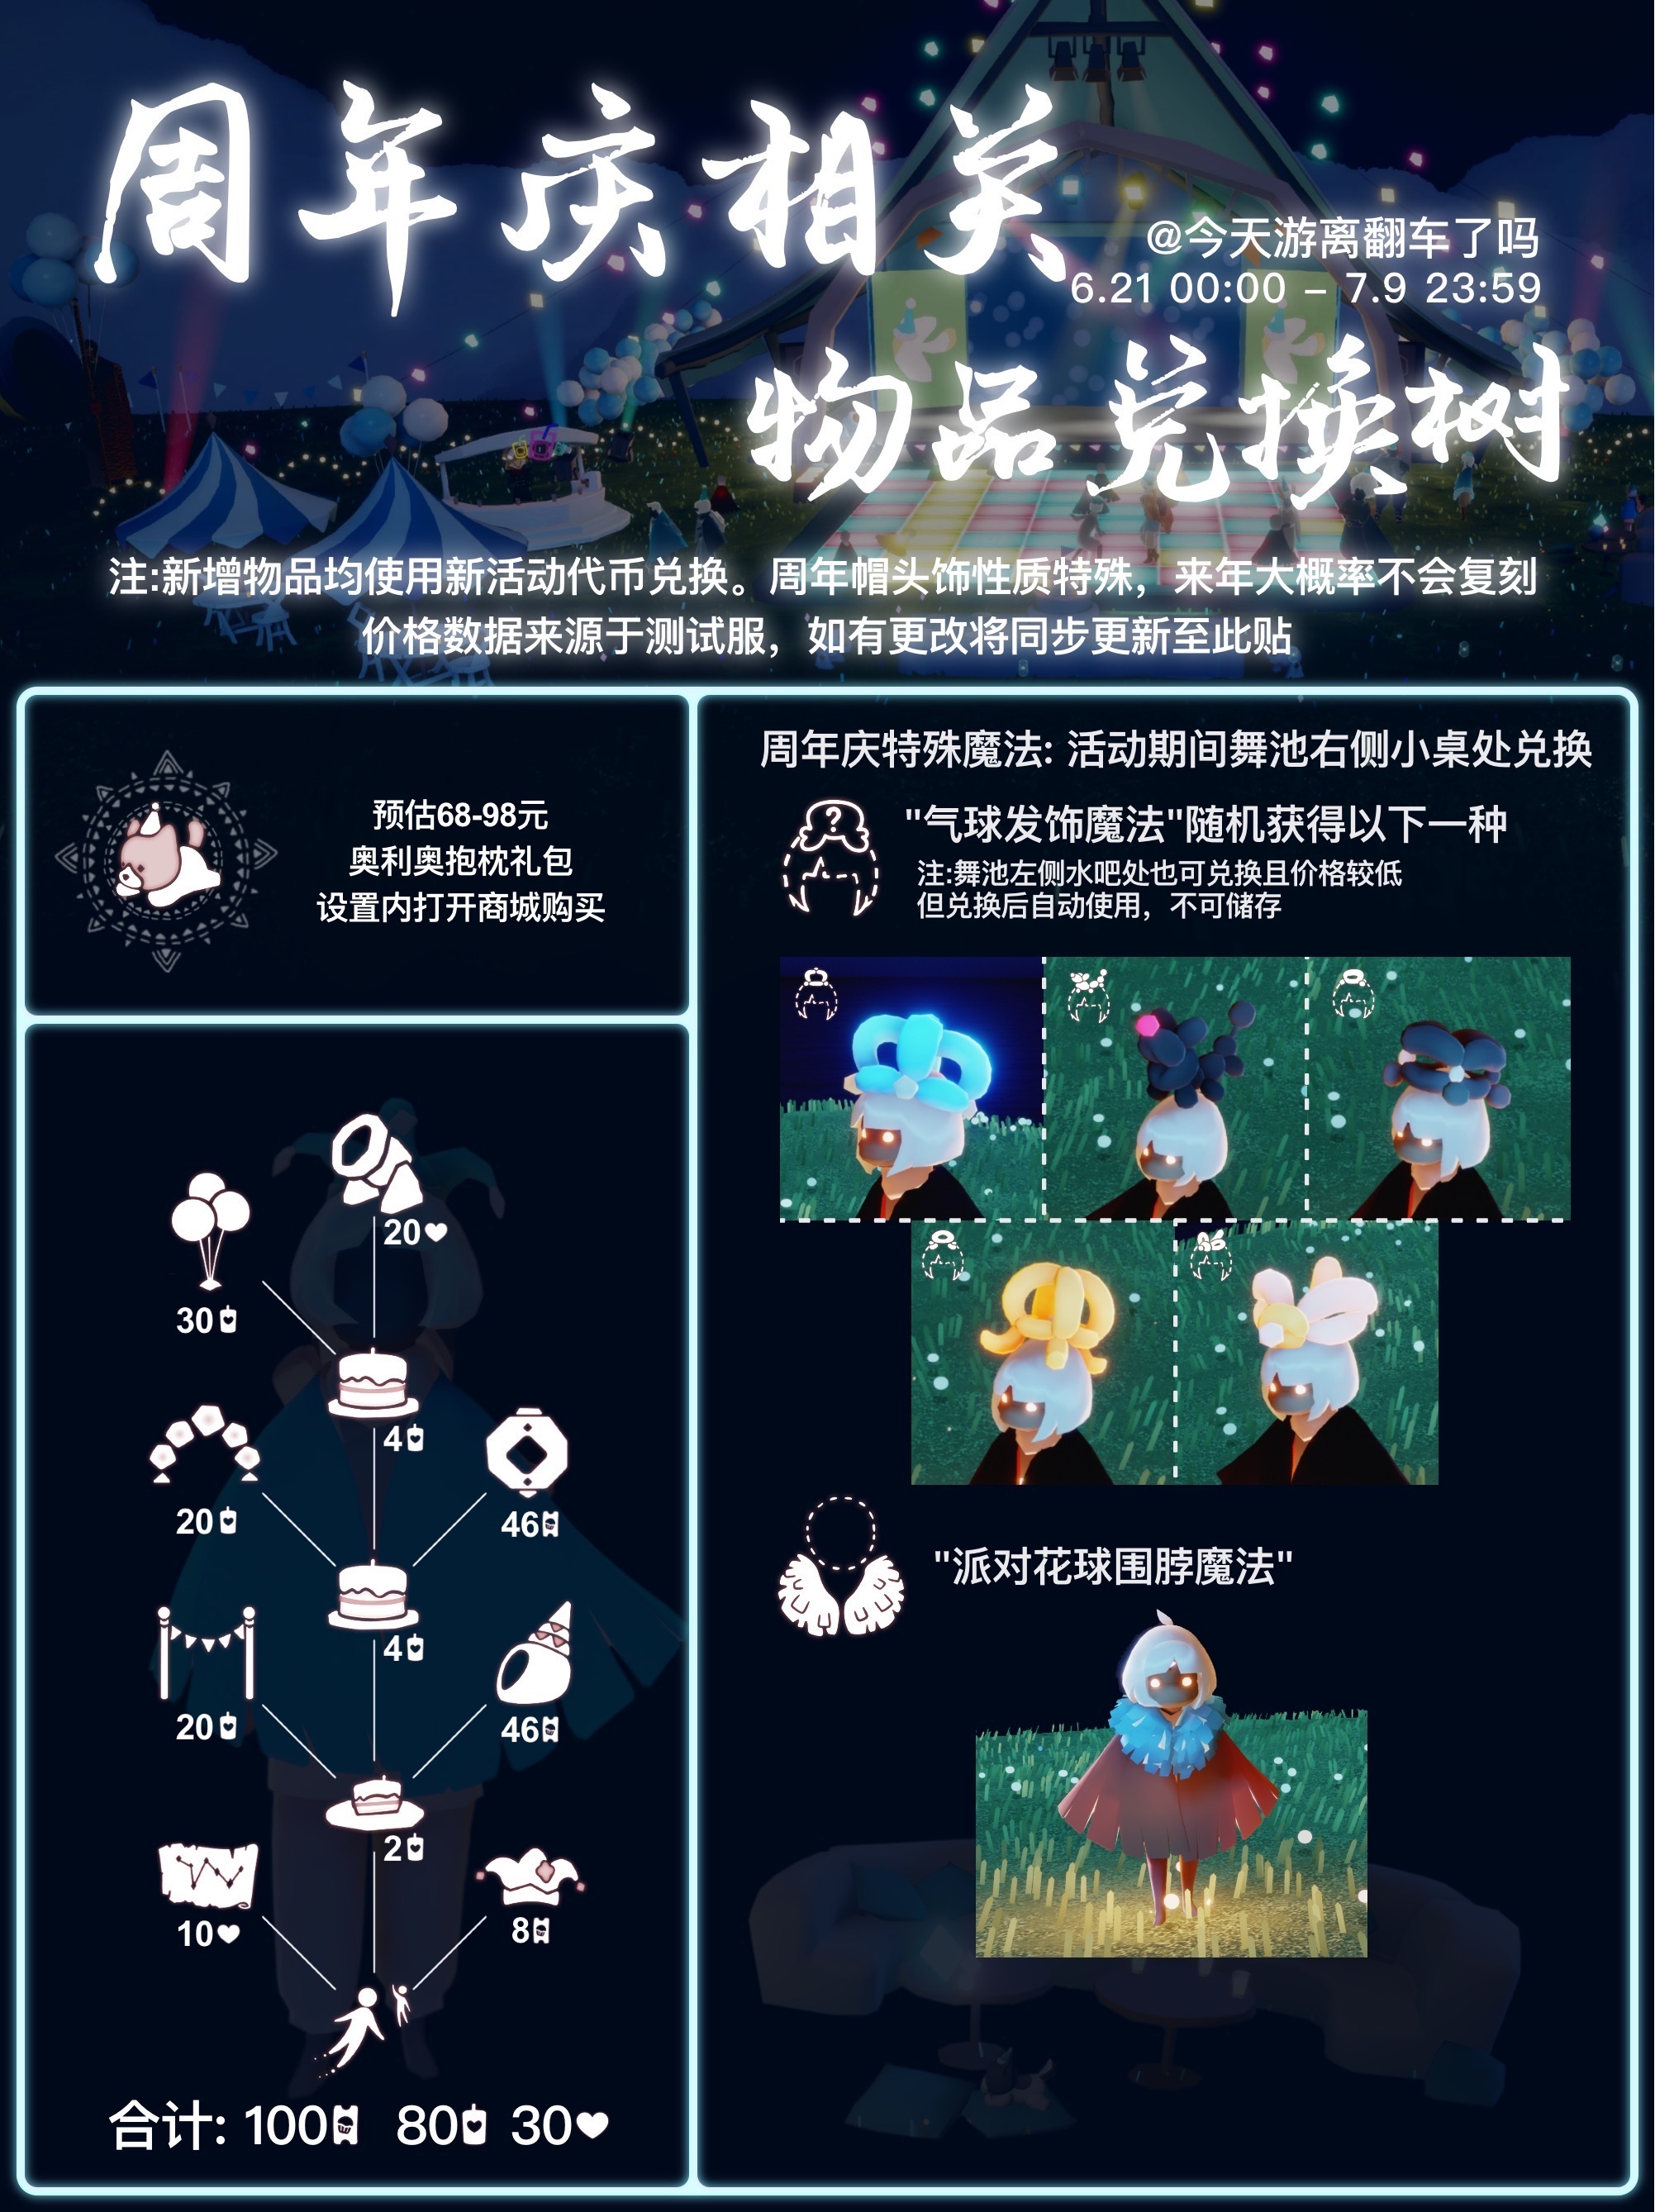 周年庆相关
@今天游离翻车了吗
6.21 00:00 – 7.9 23:59
物品兑换树
注:新增物品均使用新活动代币兑换。周年帽头饰性质特殊，来年大概率不会复刻
价格数据来源于测试服，如有更改将同步更新至此贴
预估68-98元
奥利奥抱枕礼包
设置内打开商城购买
周年庆特殊魔法: 活动期间舞池右侧小桌处兑换
?
"气球发饰魔法"随机获得以下一种
注:舞池左侧水吧处也可兑换且价格较低
但兑换后自动使用，不可储存
20
30
4
20
46
4
20
46
2
10
8
合计: 100 80 30
"派对花球围脖魔法"